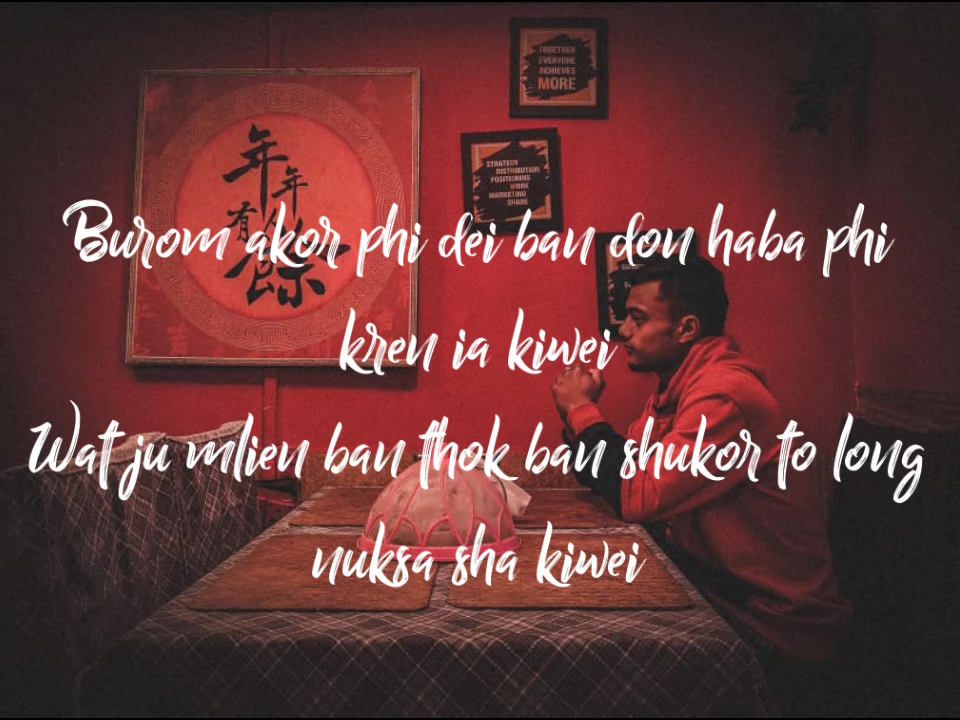 TOGETHER
EVERYONE
ACHIEVES
MORE
STRATEGY
DISTRIBUTION
POSITIONING
WORK
MARKETING
SHARE
年
年
有
餘
Burom akor phi dei ban don haba phi
kren ia kiwei
Wat ju mlien ban thok ban shukor to long
nuksa sha kiwei